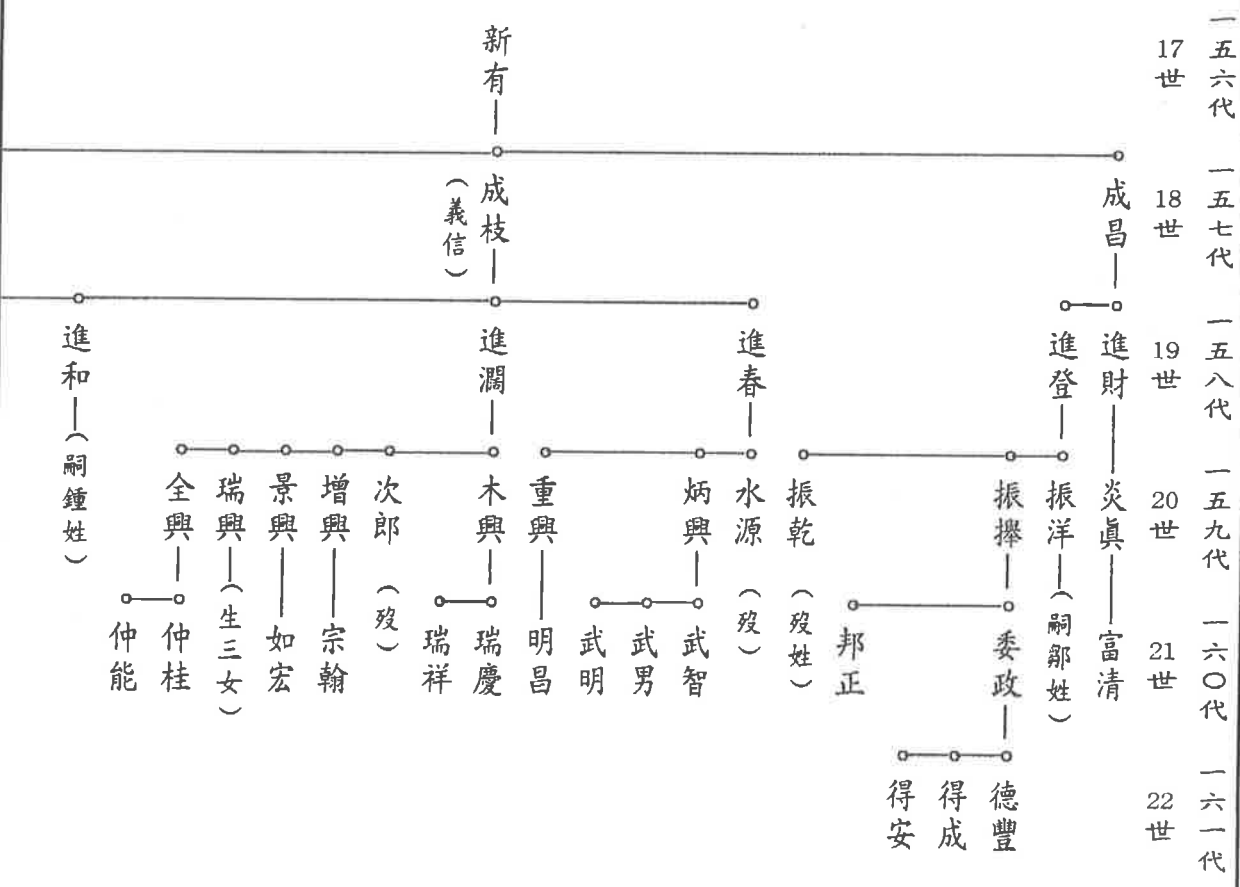 一五六代
17世
新有
一五七代
18世
成昌
成枝
（義信）
一五八代
19世
進財
進登
進春
進濶
進和
（嗣鍾姓）
一五九代
20世
炎眞
振洋
（嗣鄒姓）
振擧
振乾
（歿姓）
水源
（歿）
炳興
重興
木興
次郎
（歿）
增興
景興
瑞興
（生三女）
全興
一六〇代
21世
富清
委政
邦正
武智
武男
武明
明昌
瑞慶
瑞祥
宗翰
如宏
仲桂
仲能
一六一代
22世
德豐
得成
得安